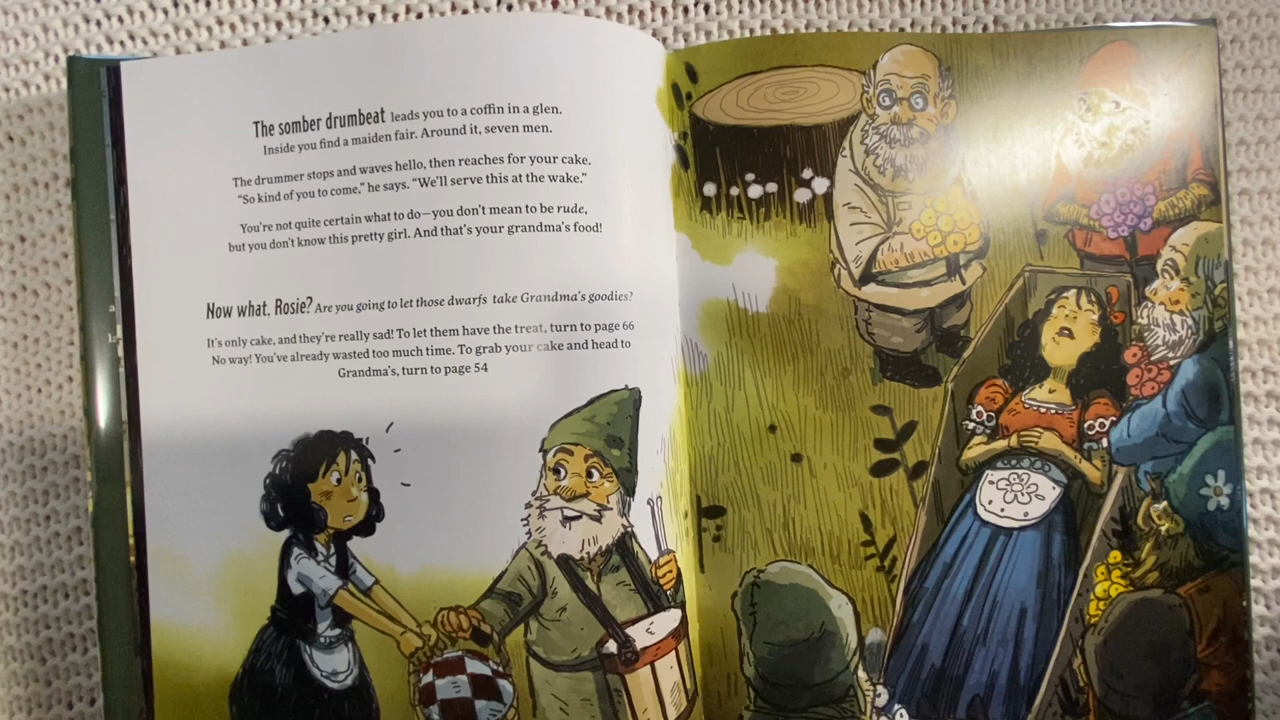 The somber drumbeat leads you to a coffin in a glen.
Inside you find a maiden fair. Around it, seven men.
The drummer stops and waves hello, then reaches for your cake.
“So kind of you to come,” he says. “We’ll serve this at the wake.”
You’re not quite certain what to do—you don’t mean to be rude,
but you don’t know this pretty girl. And that’s your grandma’s food!
Now what, Rosie? Are you going to let those dwarfs take Grandma’s goodies?
It’s only cake, and they’re really sad! To let them have the treat, turn to page 66
No way! You’ve already wasted too much time. To grab your cake and head to
Grandma’s, turn to page 54